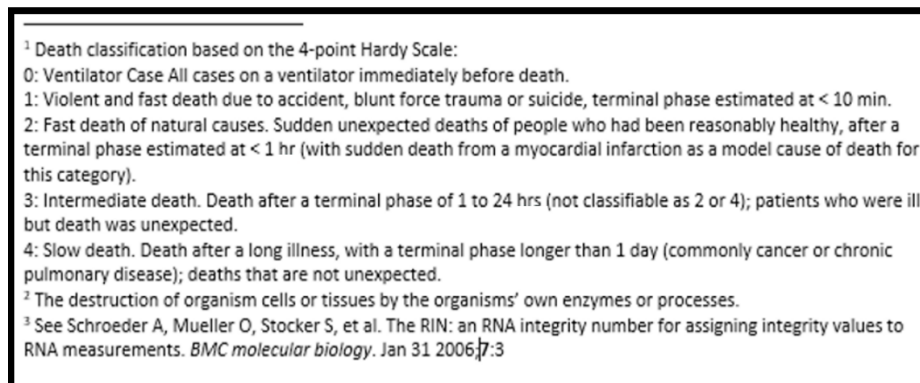 ¹ Death classification based on the 4-point Hardy Scale:
0: Ventilator Case All cases on a ventilator immediately before death.
1: Violent and fast death due to accident, blunt force trauma or suicide, terminal phase estimated at < 10 min.
2: Fast death of natural causes. Sudden unexpected deaths of people who had been reasonably healthy, after a
terminal phase estimated at < 1 hr (with sudden death from a myocardial infarction as a model cause of death for
this category).
3: Intermediate death. Death after a terminal phase of 1 to 24 hrs (not classifiable as 2 or 4); patients who were ill
but death was unexpected.
4: Slow death. Death after a long illness, with a terminal phase longer than 1 day (commonly cancer or chronic
pulmonary disease); deaths that are not unexpected.
² The destruction of organism cells or tissues by the organisms’ own enzymes or processes.
³ See Schroeder A, Mueller O, Stocker S, et al. The RIN: an RNA integrity number for assigning integrity values to
RNA measurements. BMC molecular biology. Jan 31 2006;7:3